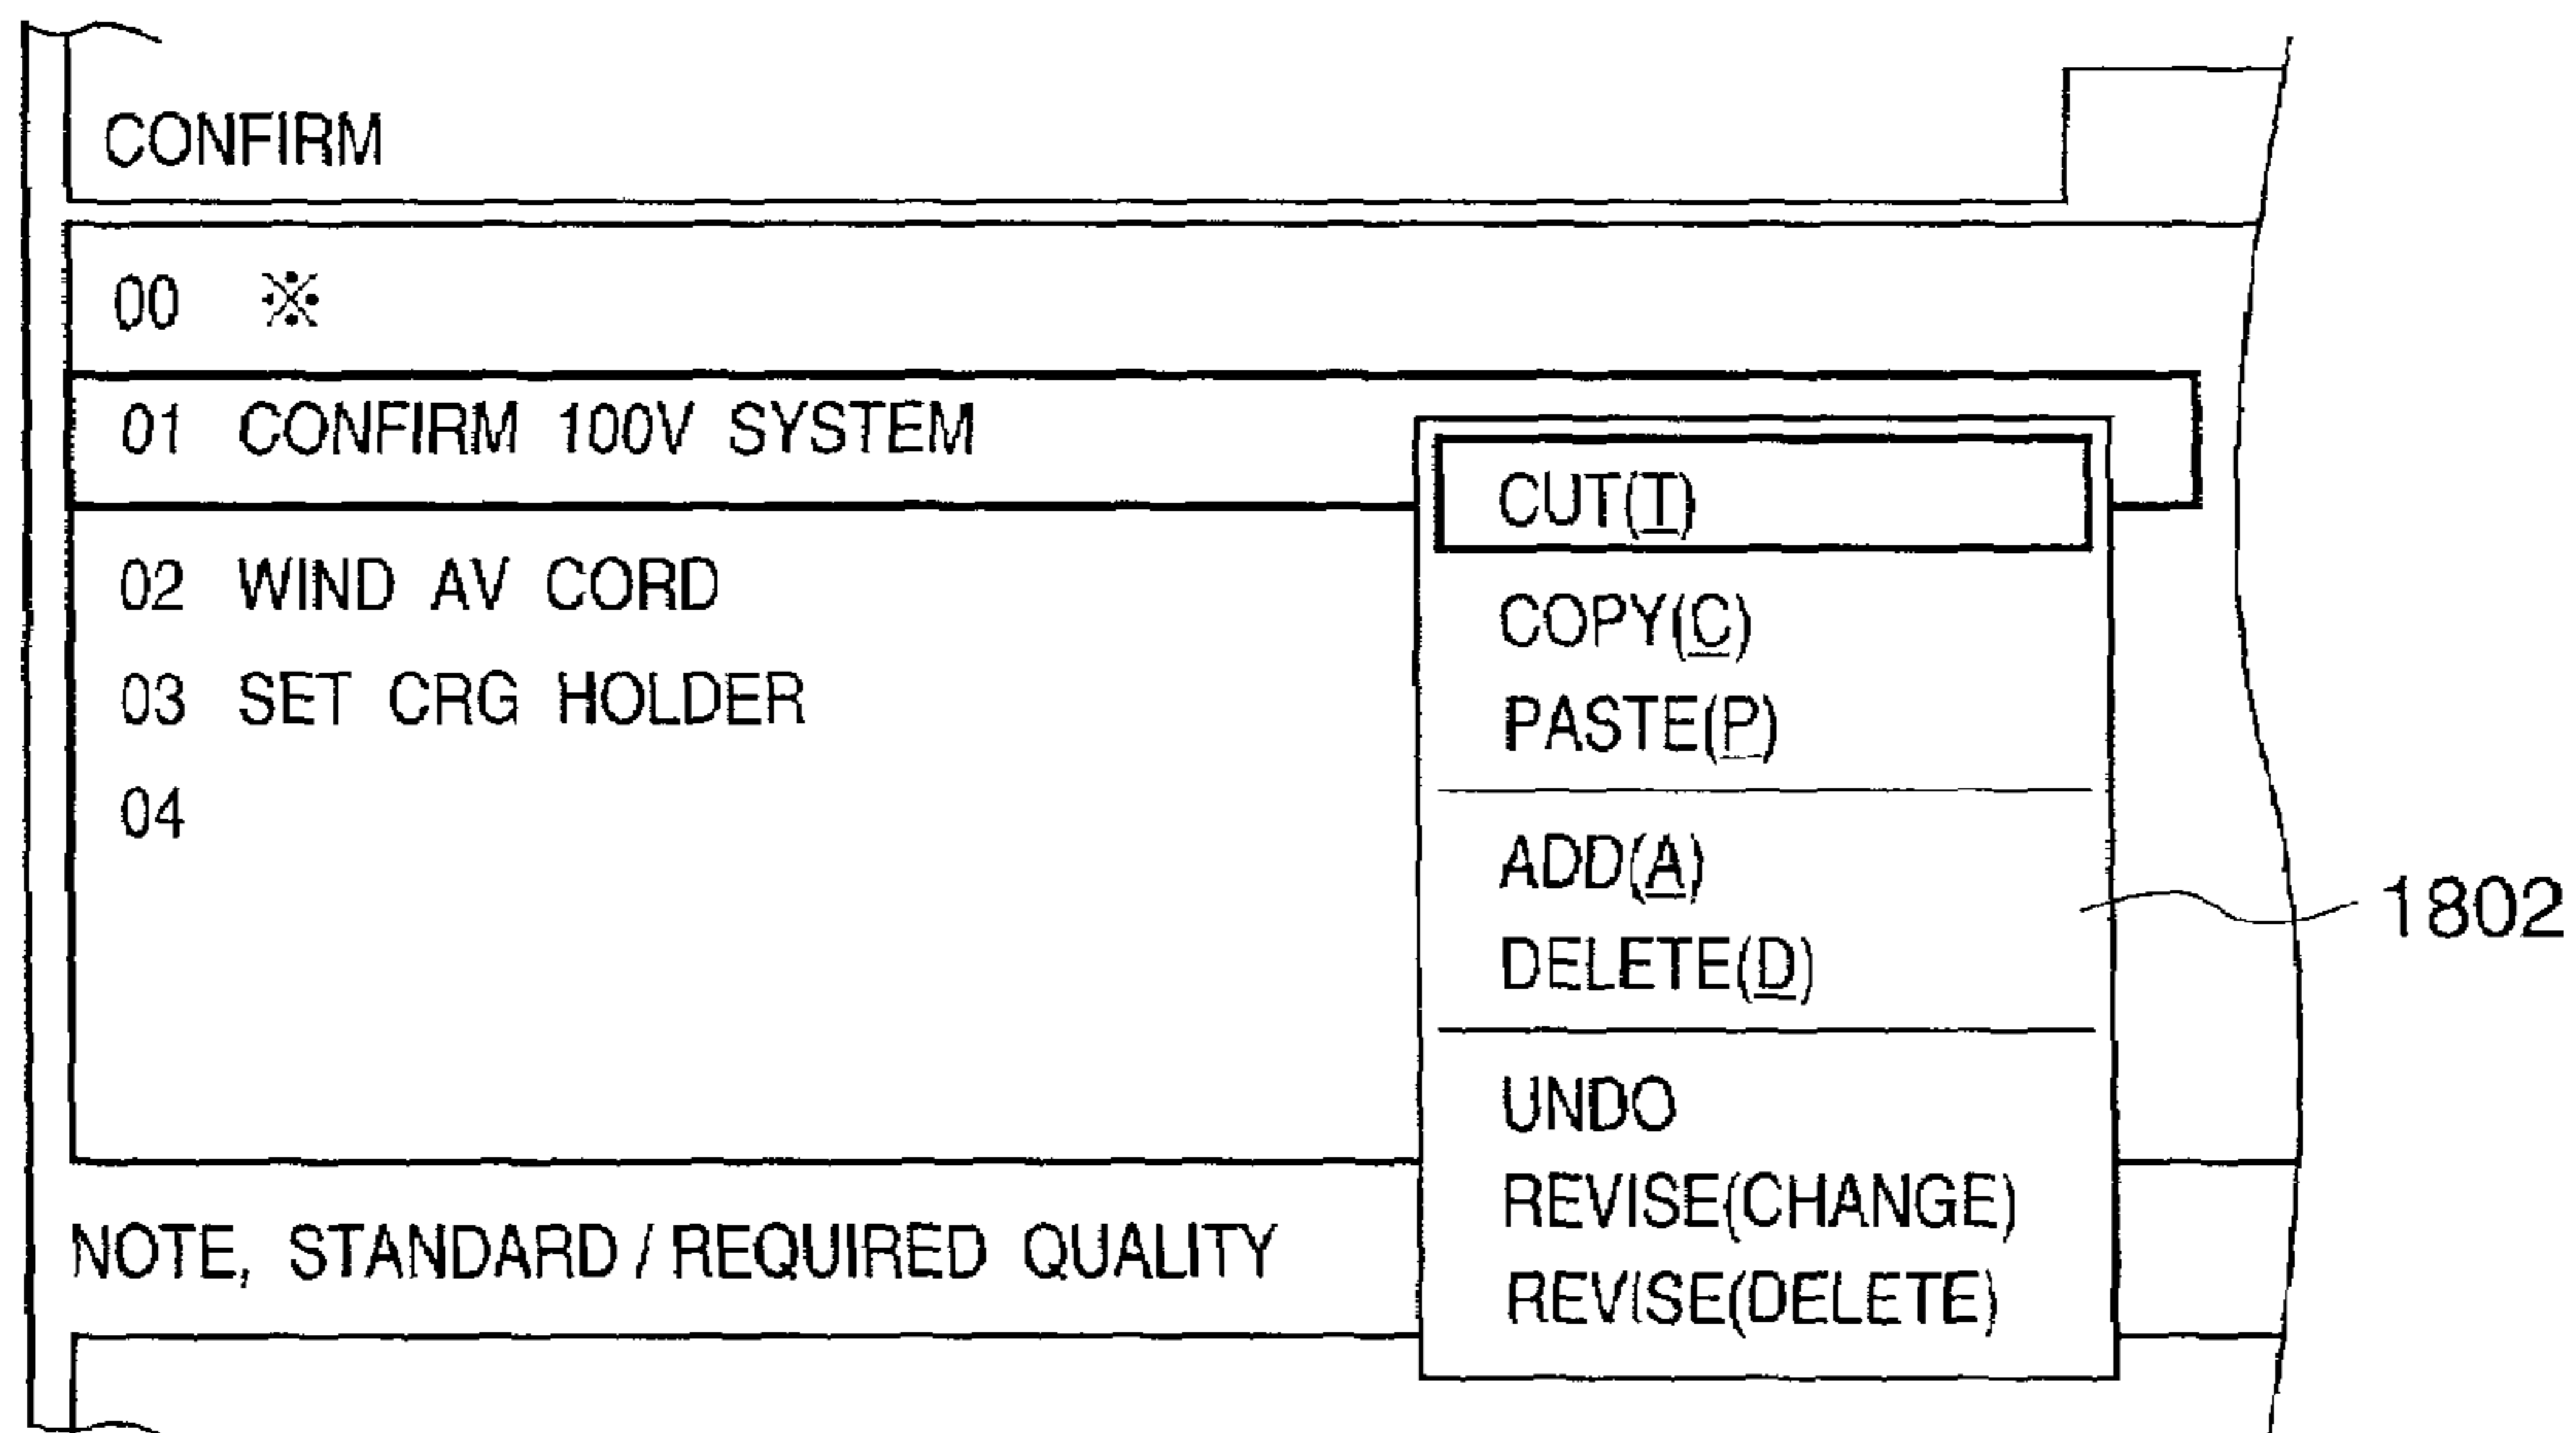 CONFIRM
00 ※
01 CONFIRM 100V SYSTEM
02 WIND AV CORD
03 SET CRG HOLDER
04
CUT(T)
COPY(C)
PASTE(P)
ADD(A)
DELETE(D)
UNDO
REVISE(CHANGE)
REVISE(DELETE)
1802
NOTE, STANDARD / REQUIRED QUALITY